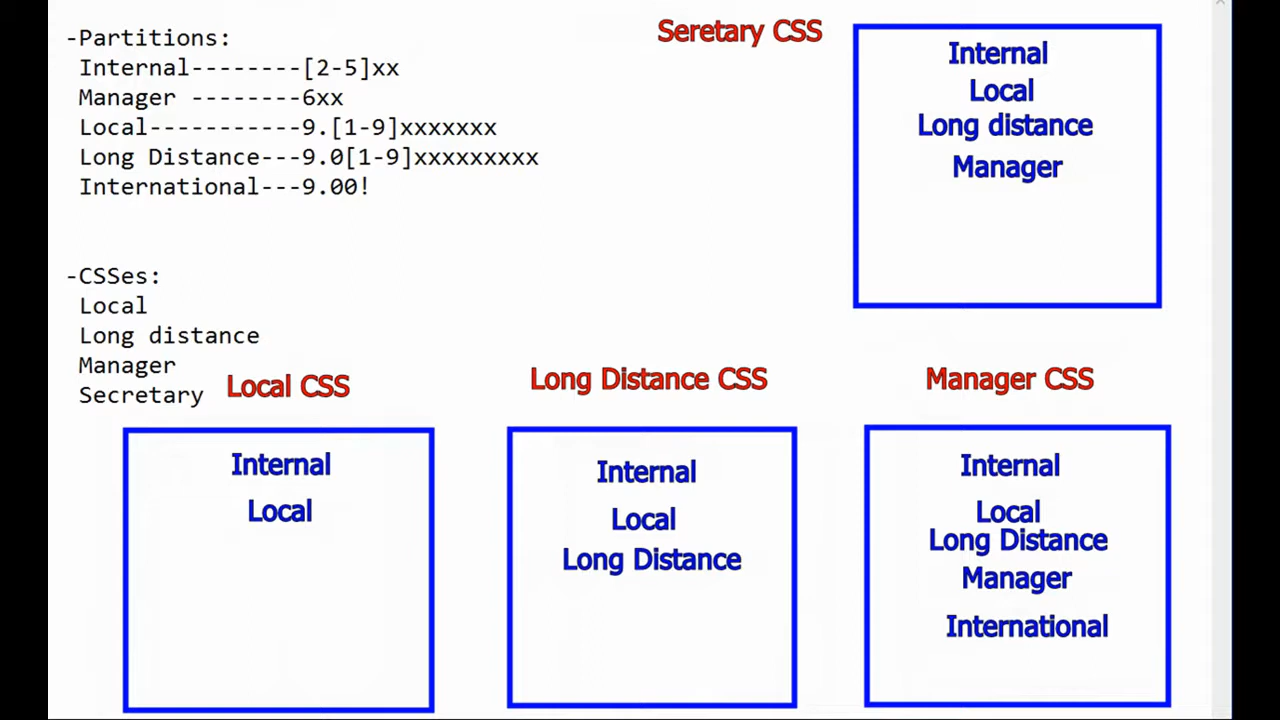 -Partitions:
Internal--------[2-5]xx
Manager --------6xx
Local-----------9.[1-9]xxxxxxx
Long Distance---9.0[1-9]xxxxxxxxx
International---9.00!
Seretary CSS
Internal
Local
Long distance
Manager
-CSSes:
Local
Long distance
Manager
Secretary
Local CSS
Internal
Local
Long Distance CSS
Internal
Local
Long Distance
Manager CSS
Internal
Local
Long Distance
Manager
International